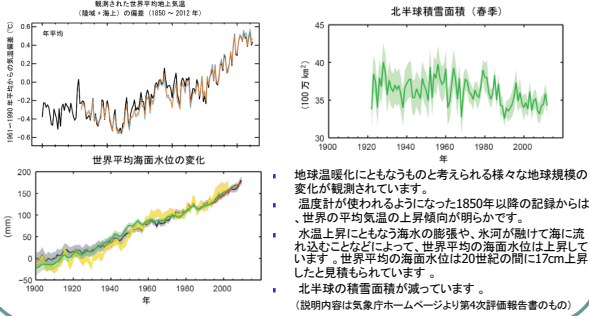 観測された世界平均地上気温
（陸域＋海上）の偏差（1850 ～ 2012 年）
年平均
1961－1990 年平均からの気温偏差（℃）
0.6
0.4
0.2
0.0
-0.2
-0.4
-0.6
1850
1900
1950
2000
年
北半球積雪面積（春季）
（100 万 km²）
45
40
35
30
1900
1920
1940
1960
1980
2000
年
世界平均海面水位の変化
(mm)
200
150
100
50
0
−50
1900
1920
1940
1960
1980
2000
年
地球温暖化にともなうものと考えられる様々な地球規模の
変化が観測されています。
温度計が使われるようになった1850年以降の記録からは
、世界の平均気温の上昇傾向が明らかです。
水温上昇にともなう海水の膨張や、氷河が融けて海に流
れ込むことなどによって、世界平均の海面水位は上昇して
います 。世界平均の海面水位は20世紀の間に17cm上昇
したと見積もられています 。
北半球の積雪面積が減っています 。
（説明内容は気象庁ホームページより第4次評価報告書のもの）